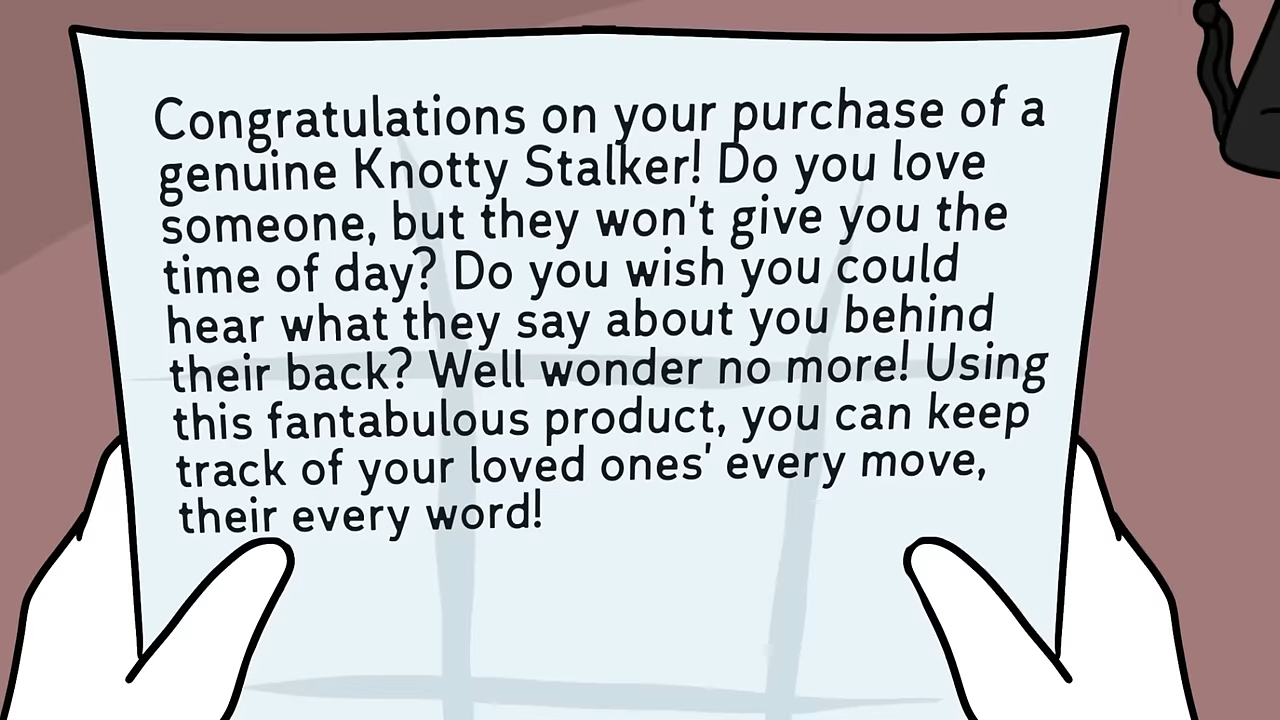 Congratulations on your purchase of a
genuine Knotty Stalker! Do you love
someone, but they won't give you the
time of day? Do you wish you could
hear what they say about you behind
their back? Well wonder no more! Using
this fantabulous product, you can keep
track of your loved ones' every move,
their every word!